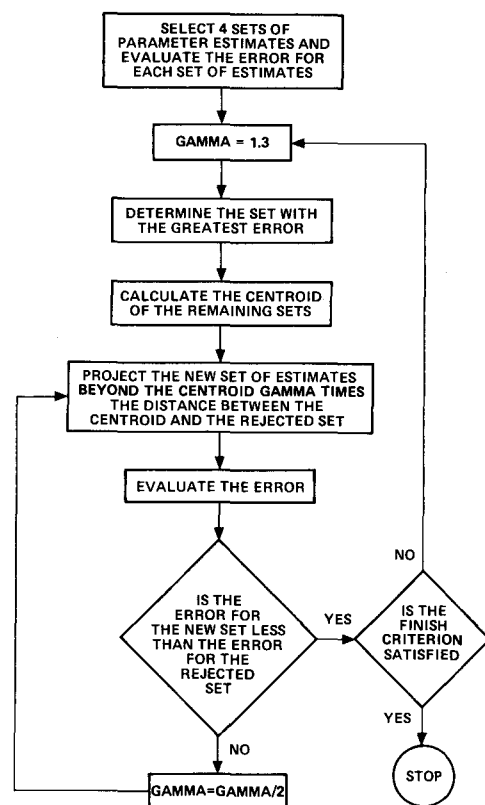 SELECT 4 SETS OF
PARAMETER ESTIMATES AND
EVALUATE THE ERROR FOR
EACH SET OF ESTIMATES
GAMMA = 1.3
DETERMINE THE SET WITH
THE GREATEST ERROR
CALCULATE THE CENTROID
OF THE REMAINING SETS
PROJECT THE NEW SET OF ESTIMATES
BEYOND THE CENTROID GAMMA TIMES
THE DISTANCE BETWEEN THE
CENTROID AND THE REJECTED SET
EVALUATE THE ERROR
IS THE
ERROR FOR
THE NEW SET LESS
THAN THE ERROR
FOR THE
REJECTED
SET
YES
NO
IS THE
FINISH
CRITERION
SATISFIED
NO
YES
STOP
GAMMA=GAMMA/2